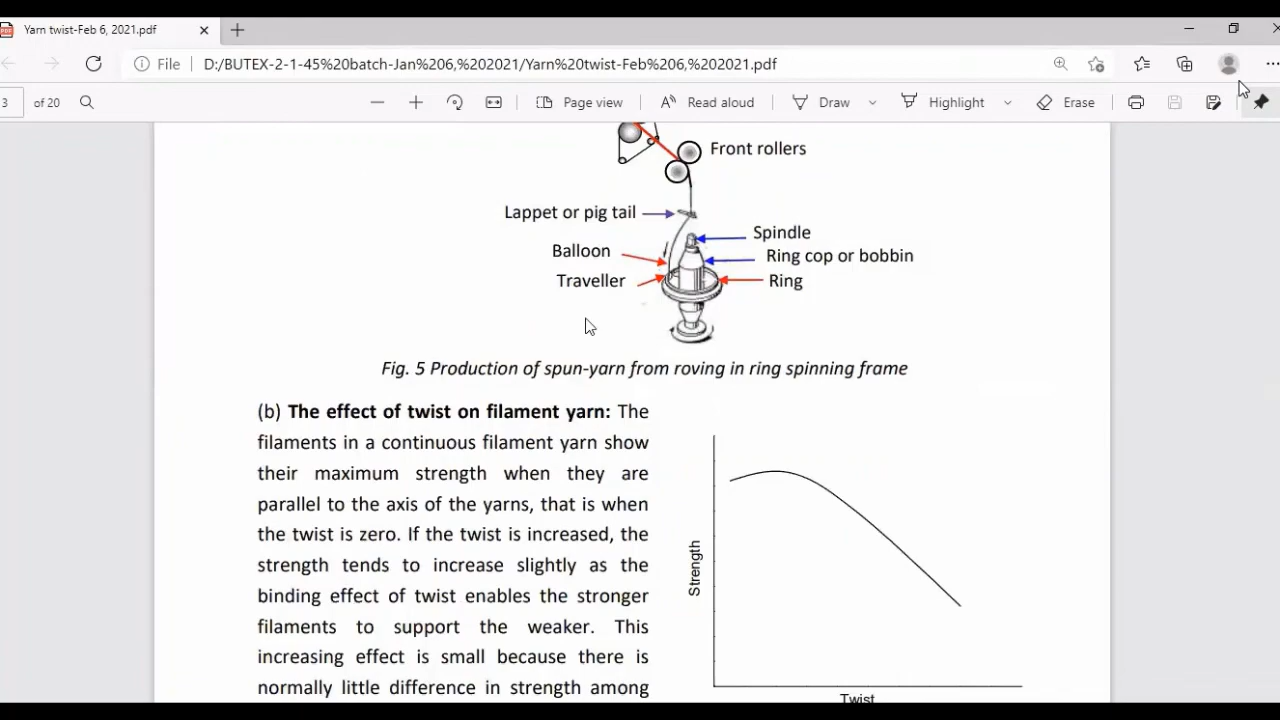 Yarn twist-Feb 6, 2021.pdf
File D:/BUTEX-2-1-45%20batch-Jan%206,%202021/Yarn%20twist-Feb%206,%202021.pdf
3 of 20 Page view Read aloud Draw Highlight Erase
Front rollers
Lappet or pig tail
Spindle
Balloon
Ring cop or bobbin
Traveller
Ring
Fig. 5 Production of spun-yarn from roving in ring spinning frame
(b) The effect of twist on filament yarn: The
filaments in a continuous filament yarn show
their maximum strength when they are
parallel to the axis of the yarns, that is when
the twist is zero. If the twist is increased, the
strength tends to increase slightly as the
binding effect of twist enables the stronger
filaments to support the weaker. This
increasing effect is small because there is
normally little difference in strength among
Strength
Twist